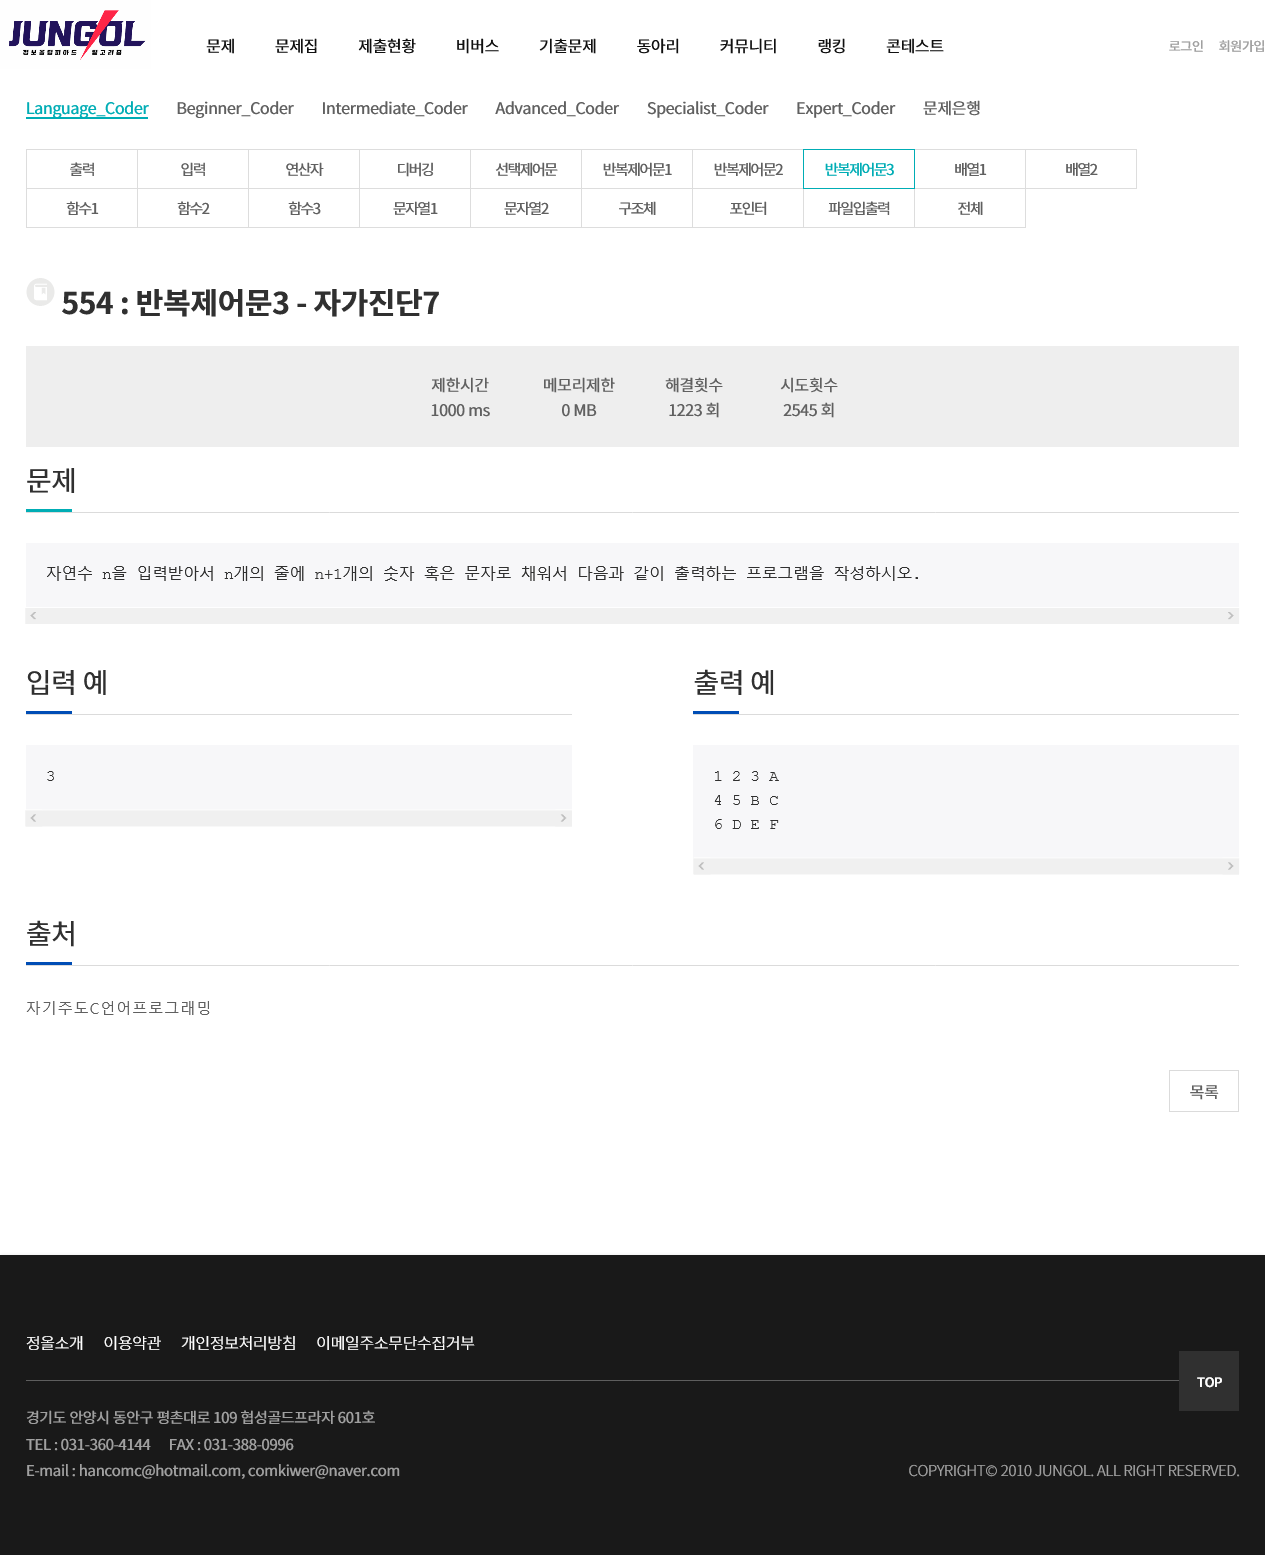 JUNGOL
정보올림피아드 알고리즘
문제 문제집 제출현황 비버스 기출문제 동아리 커뮤니티 랭킹 콘테스트 로그인 회원가입
Language_Coder Beginner_Coder Intermediate_Coder Advanced_Coder Specialist_Coder Expert_Coder 문제은행
출력 입력 연산자 디버깅 선택제어문 반복제어문1 반복제어문2 반복제어문3 배열1 배열2
함수1 함수2 함수3 문자열1 문자열2 구조체 포인터 파일입출력 전체
554 : 반복제어문3 - 자가진단7
제한시간 메모리제한 해결횟수 시도횟수
1000 ms 0 MB 1223 회 2545 회
문제
자연수 n을 입력받아서 n개의 줄에 n+1개의 숫자 혹은 문자로 채워서 다음과 같이 출력하는 프로그램을 작성하시오.
입력 예
3
출력 예
1 2 3 A
4 5 B C
6 D E F
출처
자기주도C언어프로그래밍
목록
정올소개 이용약관 개인정보처리방침 이메일주소무단수집거부
TOP
경기도 안양시 동안구 평촌대로 109 협성골드프라자 601호
TEL : 031-360-4144 FAX : 031-388-0996
E-mail : hancomc@hotmail.com, comkiwer@naver.com
COPYRIGHT© 2010 JUNGOL. ALL RIGHT RESERVED.